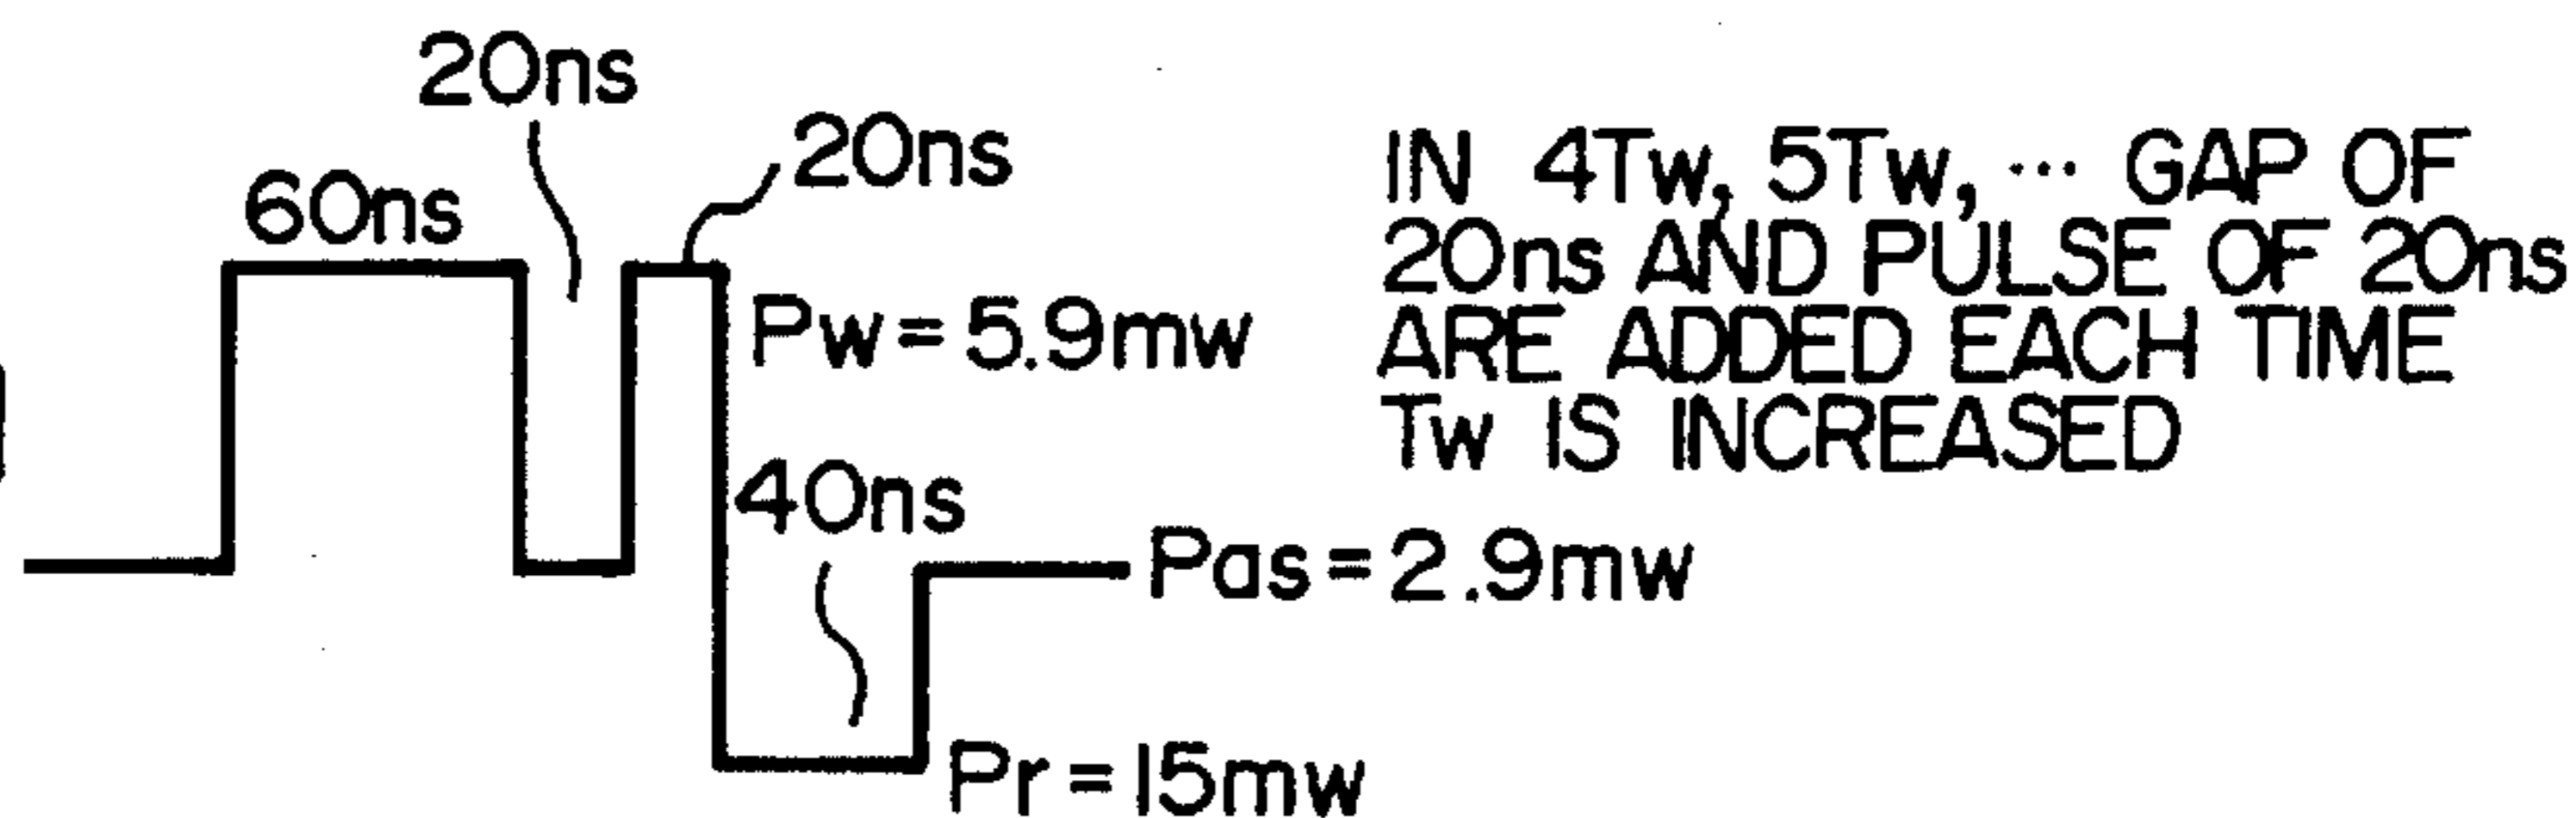 20ns
20ns
60ns
IN 4Tw, 5Tw, ··· GAP OF
20ns AND PULSE OF 20ns
ARE ADDED EACH TIME
Tw IS INCREASED
Pw=5.9mw
40ns
Pas=2.9mw
Pr=15mw